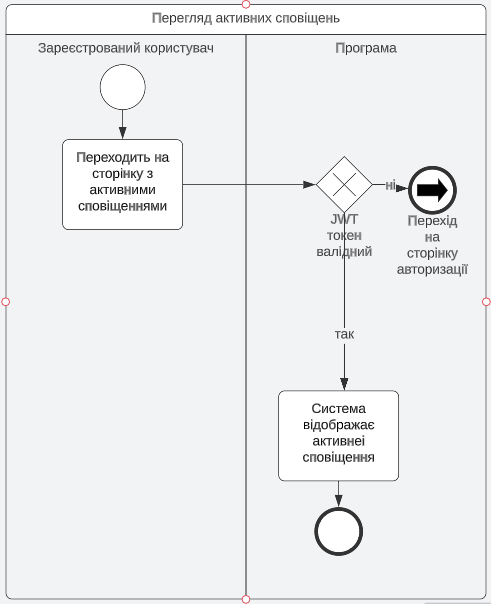 Перегляд активних сповіщень
Зареєстрований користувач
Програма
Переходить на
сторінку з
активними
сповіщеннями
JWT
токен
валідний
ні
Перехід
на
сторінку
авторизації
так
Система
відображає
активнеі
сповіщення